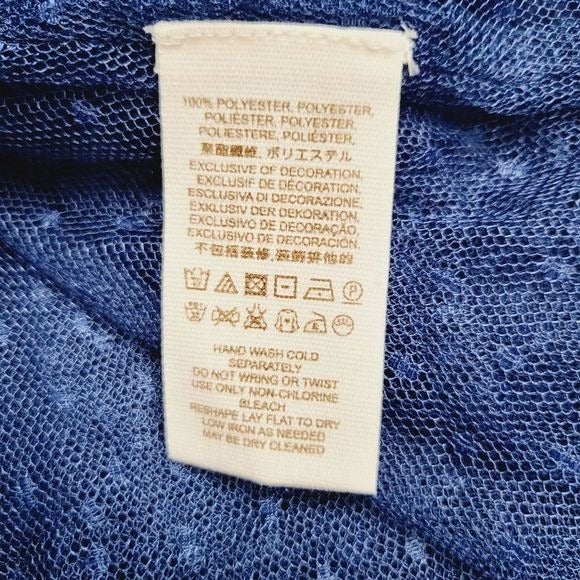 100% POLYESTER. POLYESTER,
POLIÉSTER, POLYESTER,
POLIESTERE, POLIÉSTER,
聚酯纖維, ポリエステル
EXCLUSIVE OF DECORATION.
EXCLUSIF DE DÉCORATION.
ESCLUSIVA DI DECORAZIONE.
EXKLUSIV DER DEKORATION.
EXCLUSIVO DE DECORAÇÃO.
EXCLUSIVO DE DECORACIÓN.
不包括装修, 装飾排他的
HAND WASH COLD
SEPARATELY
DO NOT WRING OR TWIST
USE ONLY NON-CHLORINE
BLEACH
RESHAPE LAY FLAT TO DRY
LOW IRON AS NEEDED
MAY BE DRY CLEANED